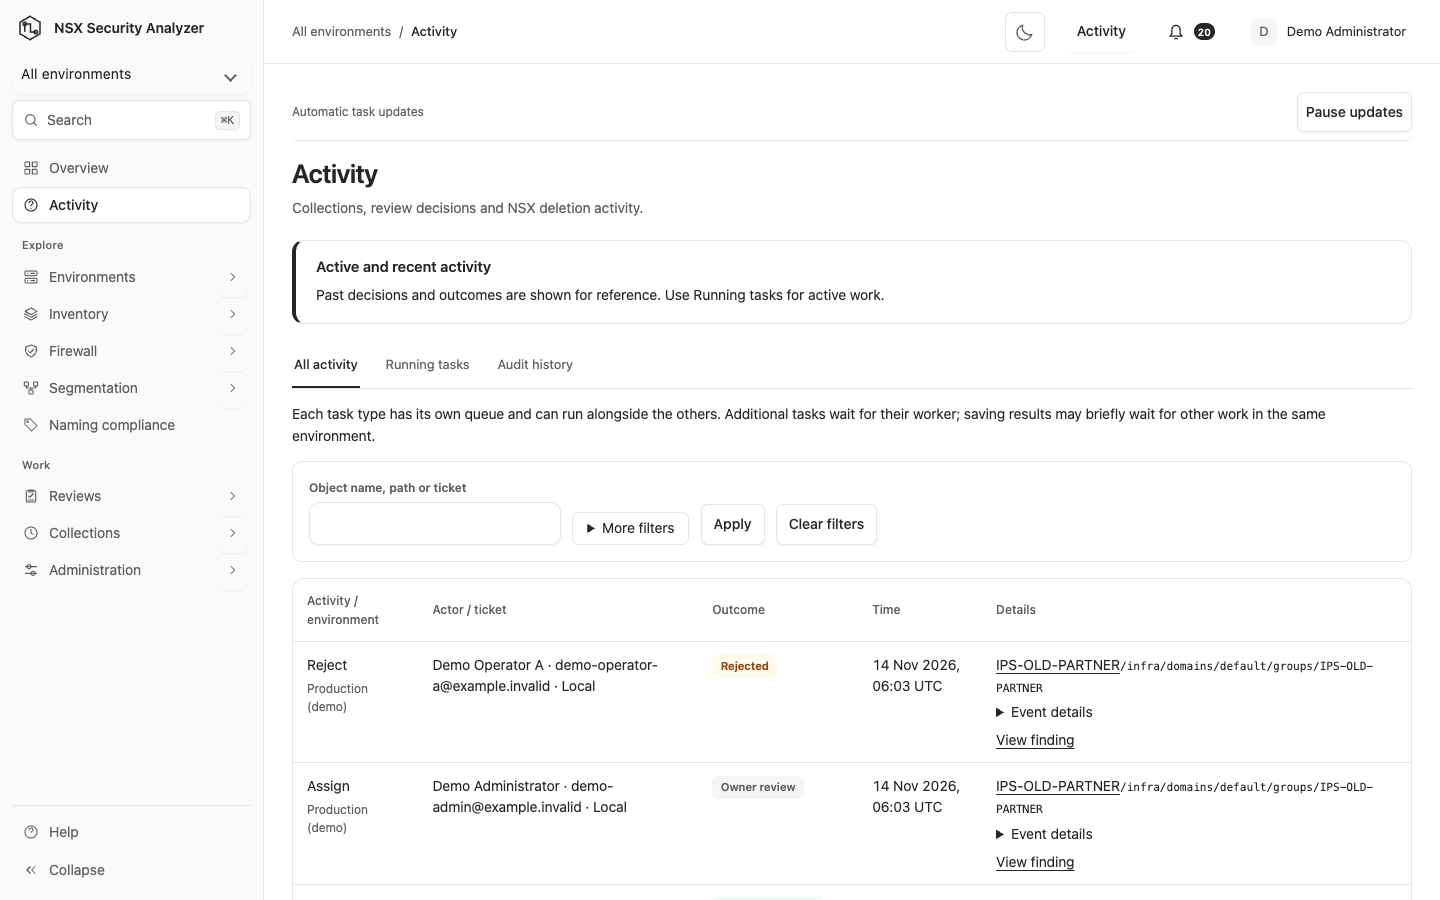 NSX Security Analyzer
All environments
Search ⌘K
Overview
Activity
Explore
Environments
Inventory
Firewall
Segmentation
Naming compliance
Work
Reviews
Collections
Administration
Help
Collapse
All environments / Activity
Activity
20
D Demo Administrator
Automatic task updates
Pause updates
Activity
Collections, review decisions and NSX deletion activity.
Active and recent activity
Past decisions and outcomes are shown for reference. Use Running tasks for active work.
All activity Running tasks Audit history
Each task type has its own queue and can run alongside the others. Additional tasks wait for their worker; saving results may briefly wait for other work in the same
environment.
Object name, path or ticket
More filters Apply Clear filters
Activity /
environment
Actor / ticket
Outcome
Time
Details
Reject
Production
(demo)
Demo Operator A · demo-operator-
a@example.invalid · Local
Rejected
14 Nov 2026,
06:03 UTC
IPS-OLD-PARTNER/infra/domains/default/groups/IPS-OLD-
PARTNER
Event details
View finding
Assign
Production
(demo)
Demo Administrator · demo-
admin@example.invalid · Local
Owner review
14 Nov 2026,
06:03 UTC
IPS-OLD-PARTNER/infra/domains/default/groups/IPS-OLD-
PARTNER
Event details
View finding